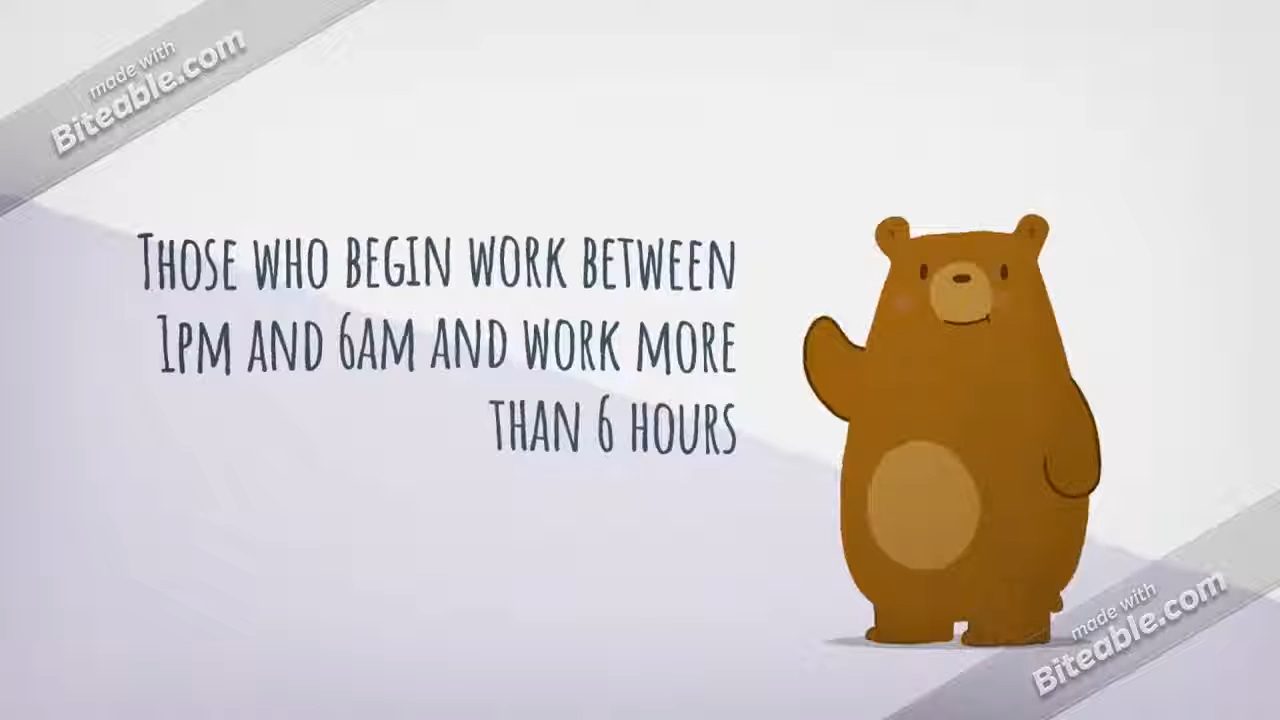 made with
Biteable.com
Those who begin work between
1pm and 6am and work more
than 6 hours
made with
Biteable.com